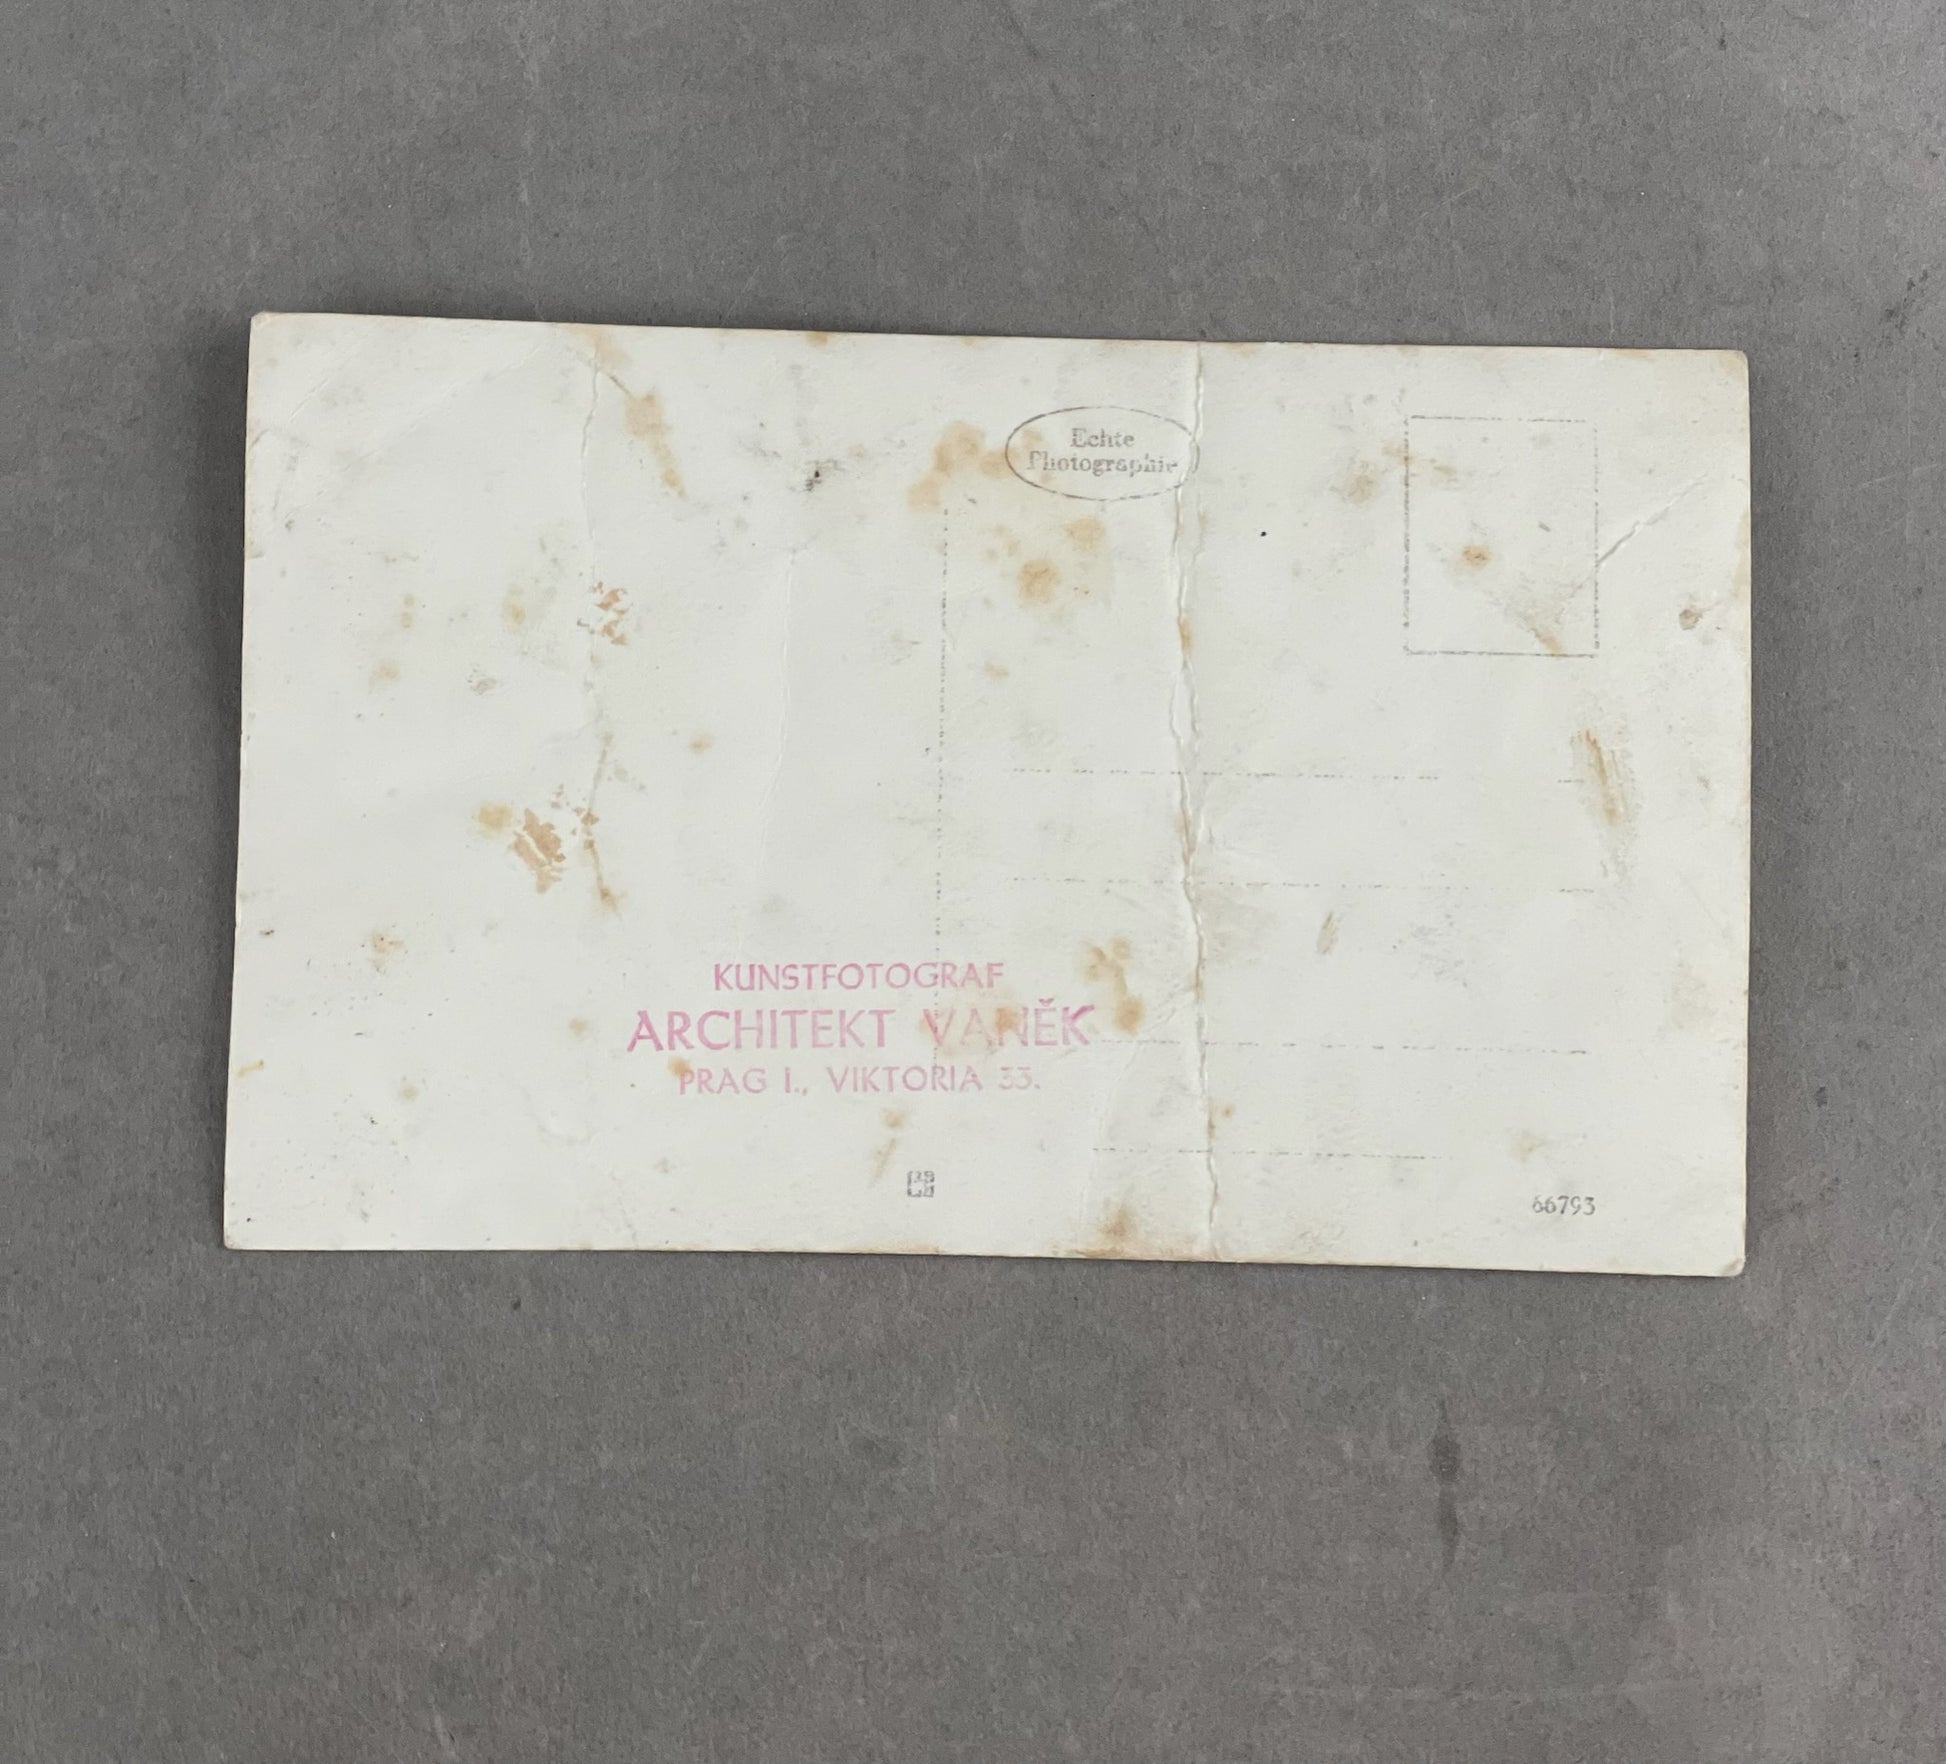 Echte
Photographie
KUNSTFOTOGRAF
ARCHITEKT VANĚK
PRAG I., VIKTORIA 33.
66793